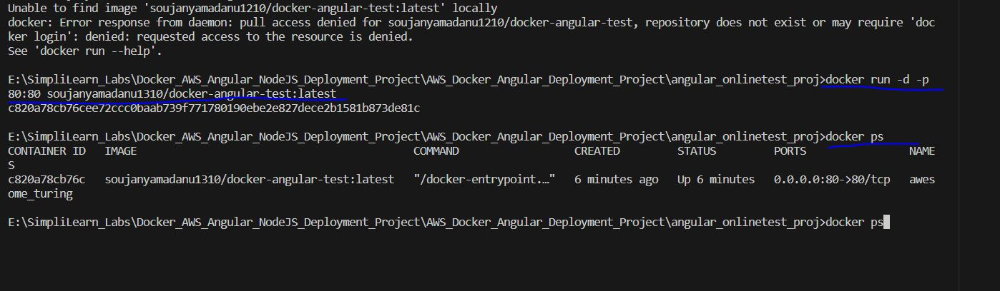 Unable to find image 'soujanyamadanu1210/docker-angular-test:latest' locally
docker: Error response from daemon: pull access denied for soujanyamadanu1210/docker-angular-test, repository does not exist or may require 'doc
ker login': denied: requested access to the resource is denied.
See 'docker run --help'.
E:\SimpliLearn_Labs\Docker_AWS_Angular_NodeJS_Deployment_Project\AWS_Docker_Angular_Deployment_Project\angular_onlinetest_proj>docker run -d -p
80:80 soujanyamadanu1310/docker-angular-test:latest
c820a78cb76cee72ccc0baab739f771780190ebe2e827dece2b1581b873de81c
E:\SimpliLearn_Labs\Docker_AWS_Angular_NodeJS_Deployment_Project\AWS_Docker_Angular_Deployment_Project\angular_onlinetest_proj>docker ps
CONTAINER ID   IMAGE                                        COMMAND                CREATED         STATUS         PORTS                NAME
S
c820a78cb76c   soujanyamadanu1310/docker-angular-test:latest   "/docker-entrypoint.…"   6 minutes ago   Up 6 minutes   0.0.0.0:80->80/tcp   awes
ome_turing
E:\SimpliLearn_Labs\Docker_AWS_Angular_NodeJS_Deployment_Project\AWS_Docker_Angular_Deployment_Project\angular_onlinetest_proj>docker ps